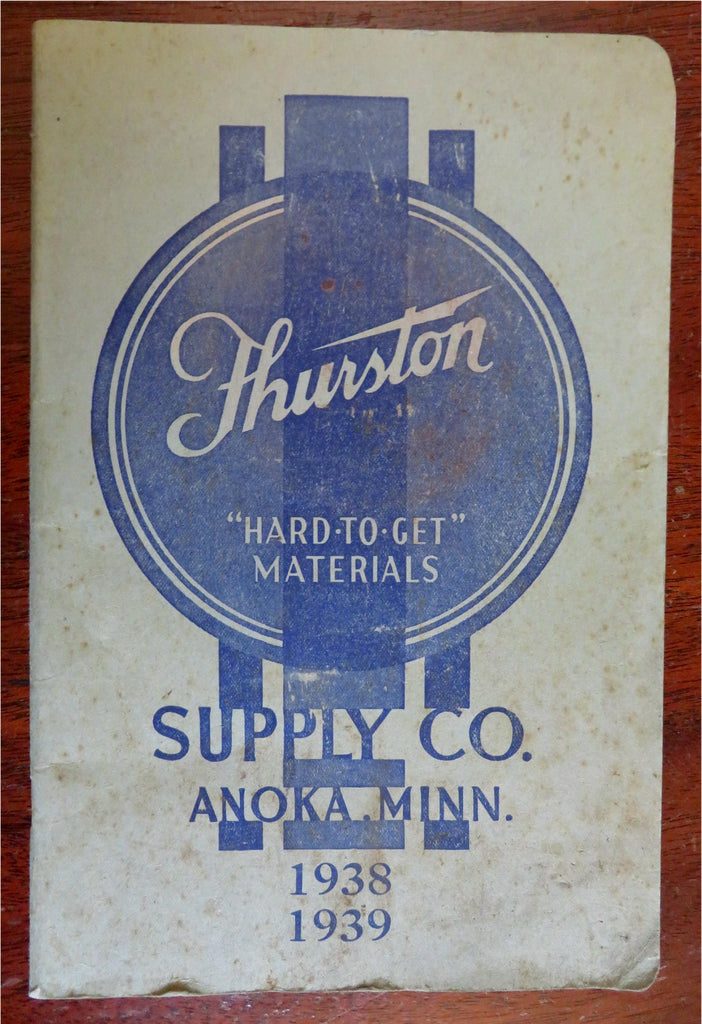 Thurston
“HARD·TO·GET”
MATERIALS
SUPPLY CO.
ANOKA, MINN.
1938
1939